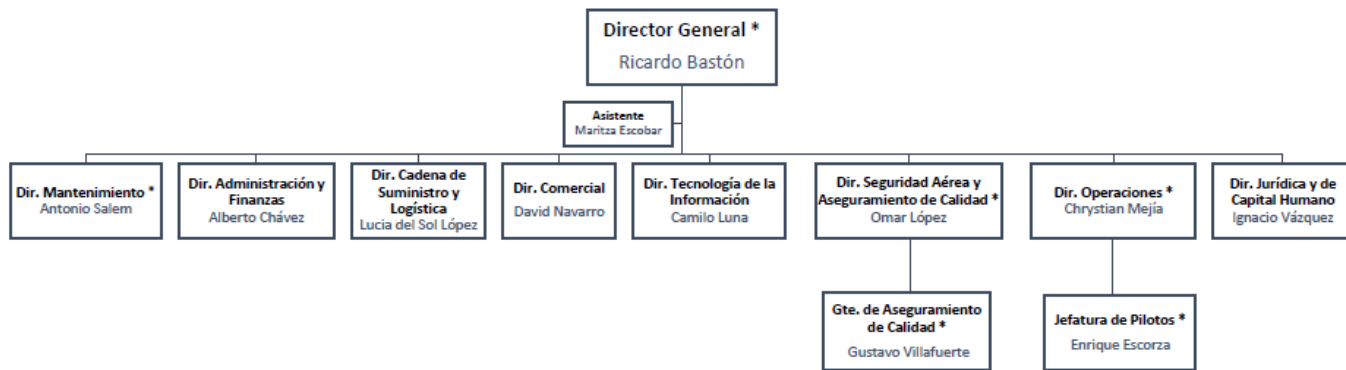 Director General *
Ricardo Bastón
Asistente
Maritza Escobar
Dir. Mantenimiento *
Antonio Salem
Dir. Administración y
Finanzas
Alberto Chávez
Dir. Cadena de
Suministro y
Logística
Lucia del Sol López
Dir. Comercial
David Navarro
Dir. Tecnología de la
Información
Camilo Luna
Dir. Seguridad Aérea y
Aseguramiento de Calidad *
Omar López
Dir. Operaciones *
Chrystian Mejía
Dir. Jurídica y de
Capital Humano
Ignacio Vázquez
Gte. de Aseguramiento
de Calidad *
Gustavo Villafuerte
Jefatura de Pilotos *
Enrique Escorza